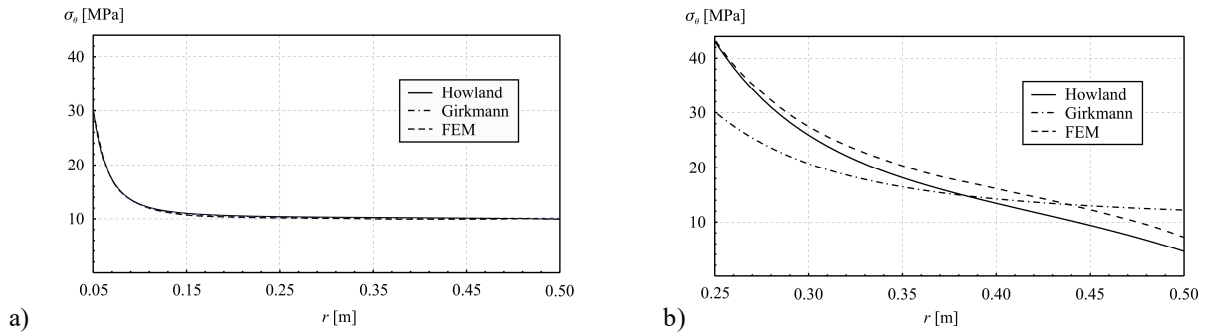 σθ [MPa]
40
30
20
10
0.05 0.15 0.25 0.35 0.50
r [m]
Howland
Girkmann
FEM
a)
σθ [MPa]
40
30
20
10
0.25 0.30 0.35 0.40 0.45 0.50
r [m]
Howland
Girkmann
FEM
b)